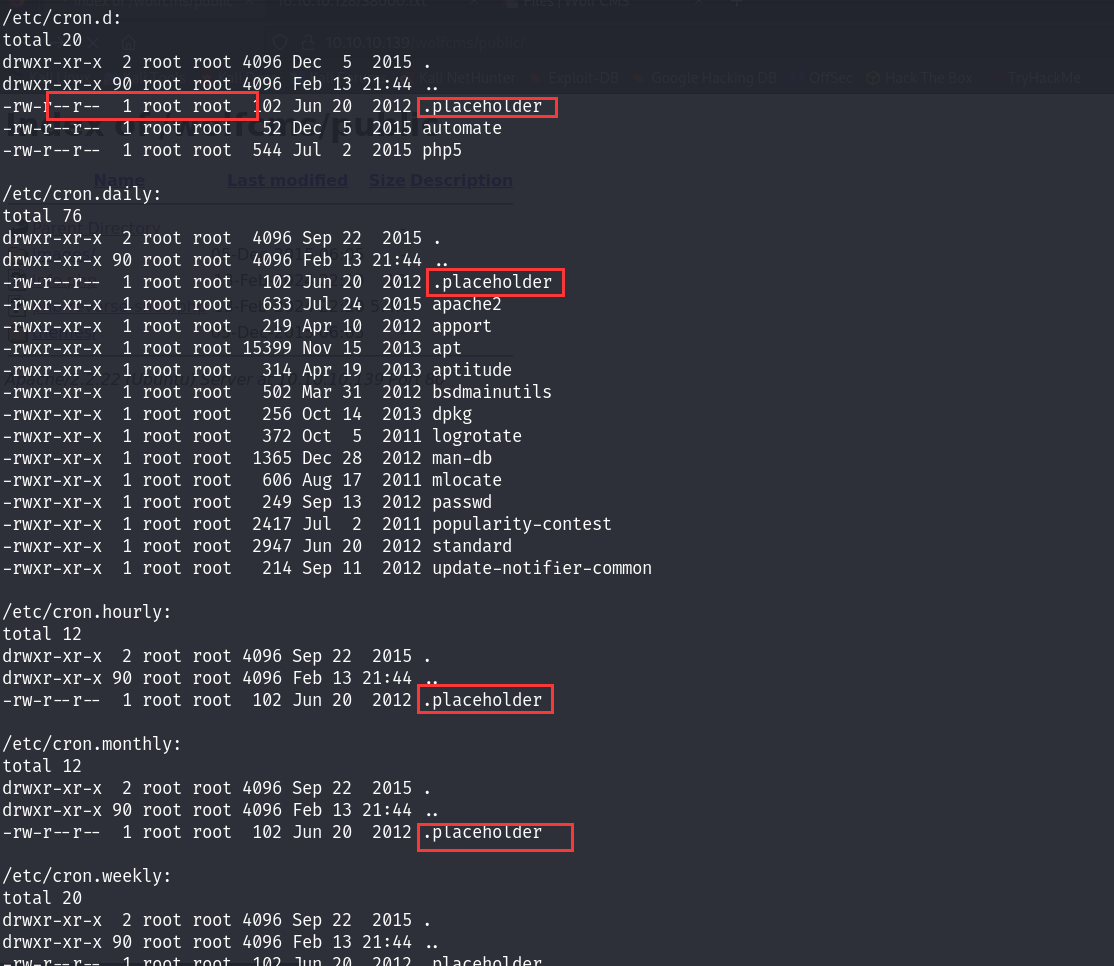 /etc/cron.d:
total 20
drwxr-xr-x  2 root root 4096 Dec  5  2015 .
drwxr-xr-x 90 root root 4096 Feb 13 21:44 ..
-rw-r--r--  1 root root  102 Jun 20  2012 .placeholder
-rw-r--r--  1 root root   52 Dec  5  2015 automate
-rw-r--r--  1 root root  544 Jul  2  2015 php5
Name Last modified Size Description
/etc/cron.daily:
total 76
Parent Directory
drwxr-xr-x  2 root root  4096 Sep 22  2015 .
drwxr-xr-x 90 root root  4096 Feb 13 21:44 ..
-rw-r--r--  1 root root   102 Jun 20  2012 .placeholder
-rwxr-xr-x  1 root root   633 Jul 24  2015 apache2
-rwxr-xr-x  1 root root   219 Apr 10  2012 apport
-rwxr-xr-x  1 root root 15399 Nov 15  2013 apt
-rwxr-xr-x  1 root root   314 Apr 19  2013 aptitude
-rwxr-xr-x  1 root root   502 Mar 31  2012 bsdmainutils
-rwxr-xr-x  1 root root   256 Oct 14  2013 dpkg
-rwxr-xr-x  1 root root   372 Oct  5  2011 logrotate
-rwxr-xr-x  1 root root  1365 Dec 28  2012 man-db
-rwxr-xr-x  1 root root   606 Aug 17  2011 mlocate
-rwxr-xr-x  1 root root   249 Sep 13  2012 passwd
-rwxr-xr-x  1 root root  2417 Jul  2  2011 popularity-contest
-rwxr-xr-x  1 root root  2947 Jun 20  2012 standard
-rwxr-xr-x  1 root root   214 Sep 11  2012 update-notifier-common
/etc/cron.hourly:
total 12
drwxr-xr-x  2 root root 4096 Sep 22  2015 .
drwxr-xr-x 90 root root 4096 Feb 13 21:44 ..
-rw-r--r--  1 root root  102 Jun 20  2012 .placeholder
/etc/cron.monthly:
total 12
drwxr-xr-x  2 root root 4096 Sep 22  2015 .
drwxr-xr-x 90 root root 4096 Feb 13 21:44 ..
-rw-r--r--  1 root root  102 Jun 20  2012 .placeholder
/etc/cron.weekly:
total 20
drwxr-xr-x  2 root root 4096 Sep 22  2015 .
drwxr-xr-x 90 root root 4096 Feb 13 21:44 ..
-rw-r--r--  1 root root  102 Jun 20  2012 .placeholder